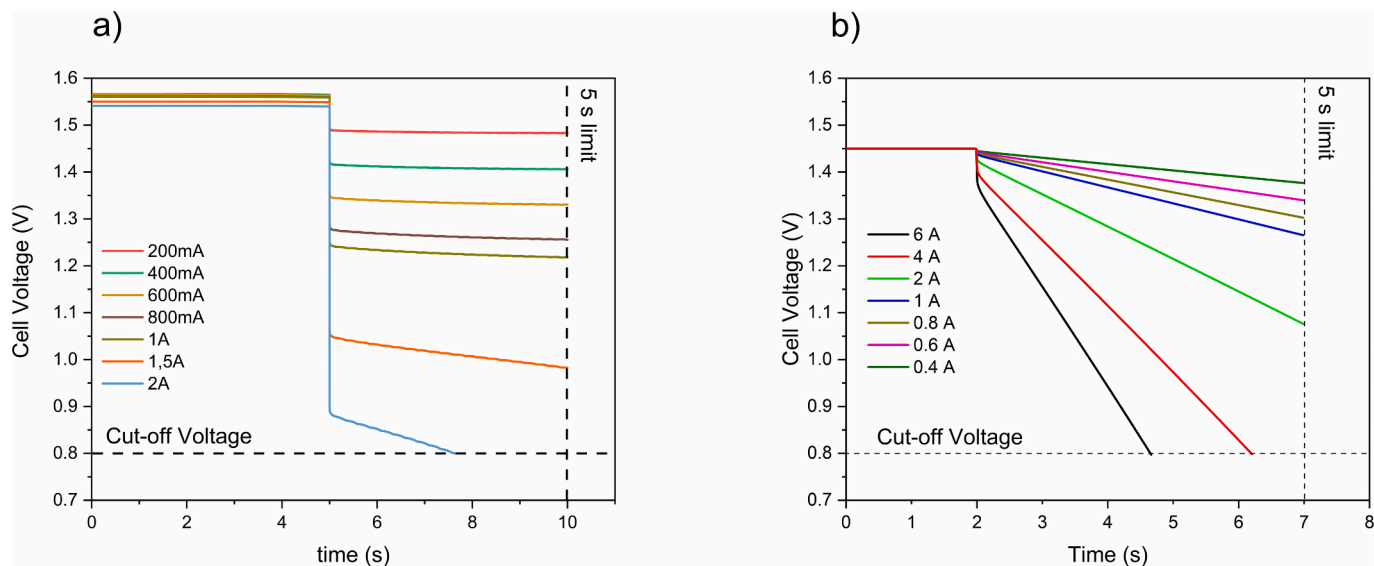 a)
1.6
1.5
1.4
1.3
1.2
1.1
1.0
0.9
0.8
0.7
Cell Voltage (V)
5 s limit
200mA
400mA
600mA
800mA
1A
1,5A
2A
Cut-off Voltage
0
2
4
6
8
10
time (s)
b)
1.6
1.5
1.4
1.3
1.2
1.1
1.0
0.9
0.8
0.7
Cell Voltage (V)
5 s limit
6 A
4 A
2 A
1 A
0.8 A
0.6 A
0.4 A
Cut-off Voltage
0
1
2
3
4
5
6
7
8
Time (s)